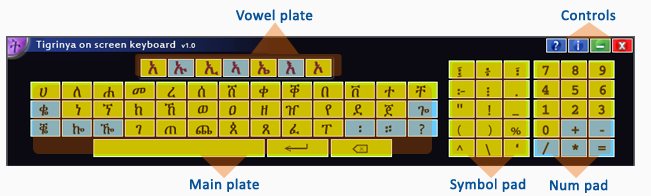 Vowel plate Controls
Tigrinya on screen keyboard v1.0 ? i − X
አ ኡ ኢ ኣ ኤ እ ኦ
ሀ ለ ሐ መ ረ ሰ ሸ ቀ ቐ በ ቨ ተ ቸ 7 8 9
ቈ ነ ኘ ከ ኸ ወ ዐ ዘ ዠ የ ደ ጀ ጐ 4 5 6
" ! _ 1 2 3
ቘ ኰ ዀ ገ ጠ ጨ ጰ ጸ ፈ ፐ ፡ ። ? ( ) % 0 + -
^ \ ' / * =
Main plate Symbol pad Num pad